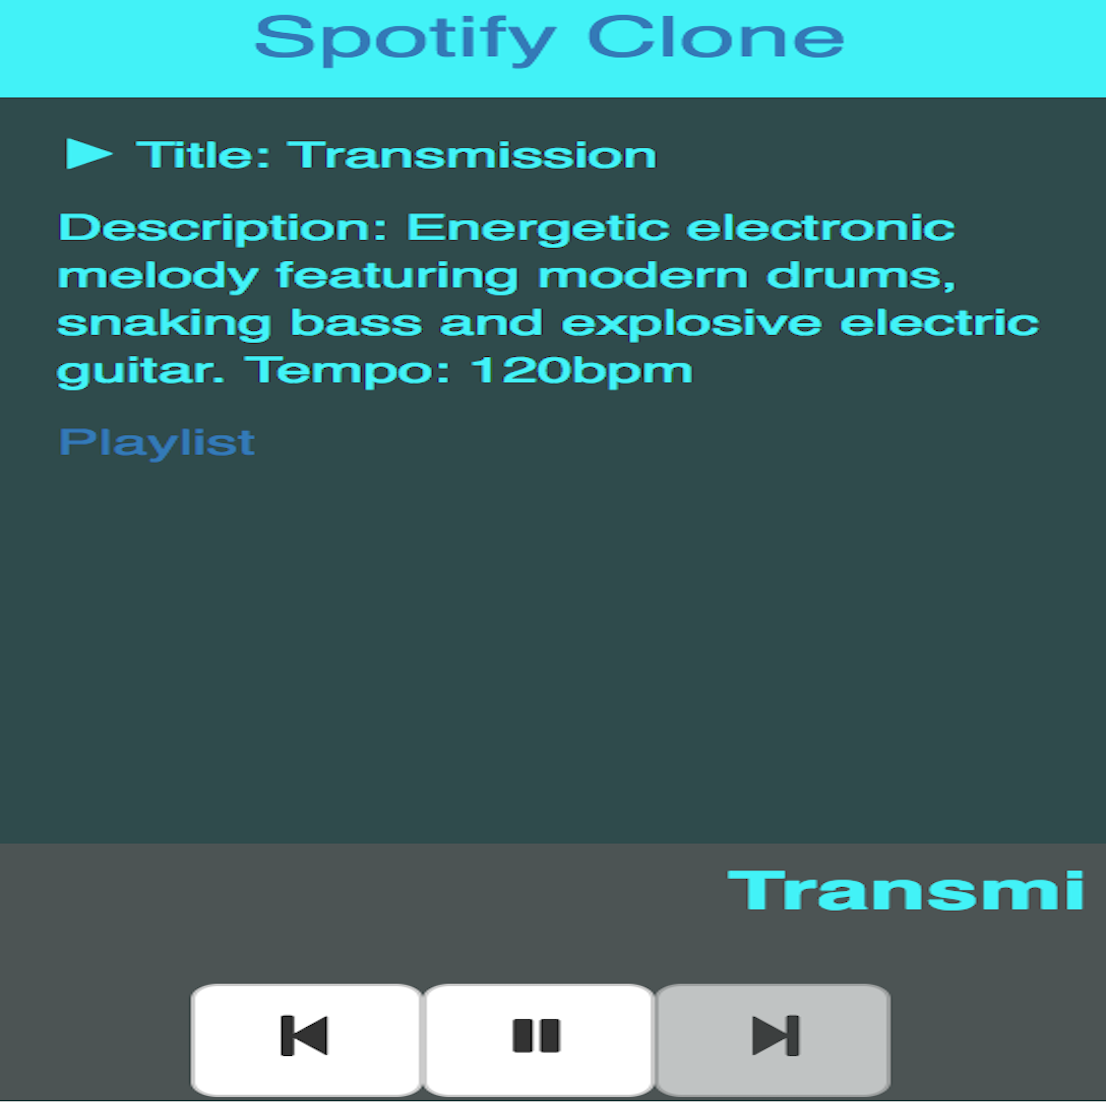 Spotify Clone
Title: Transmission
Description: Energetic electronic
melody featuring modern drums,
snaking bass and explosive electric
guitar. Tempo: 120bpm
Playlist
Transmi